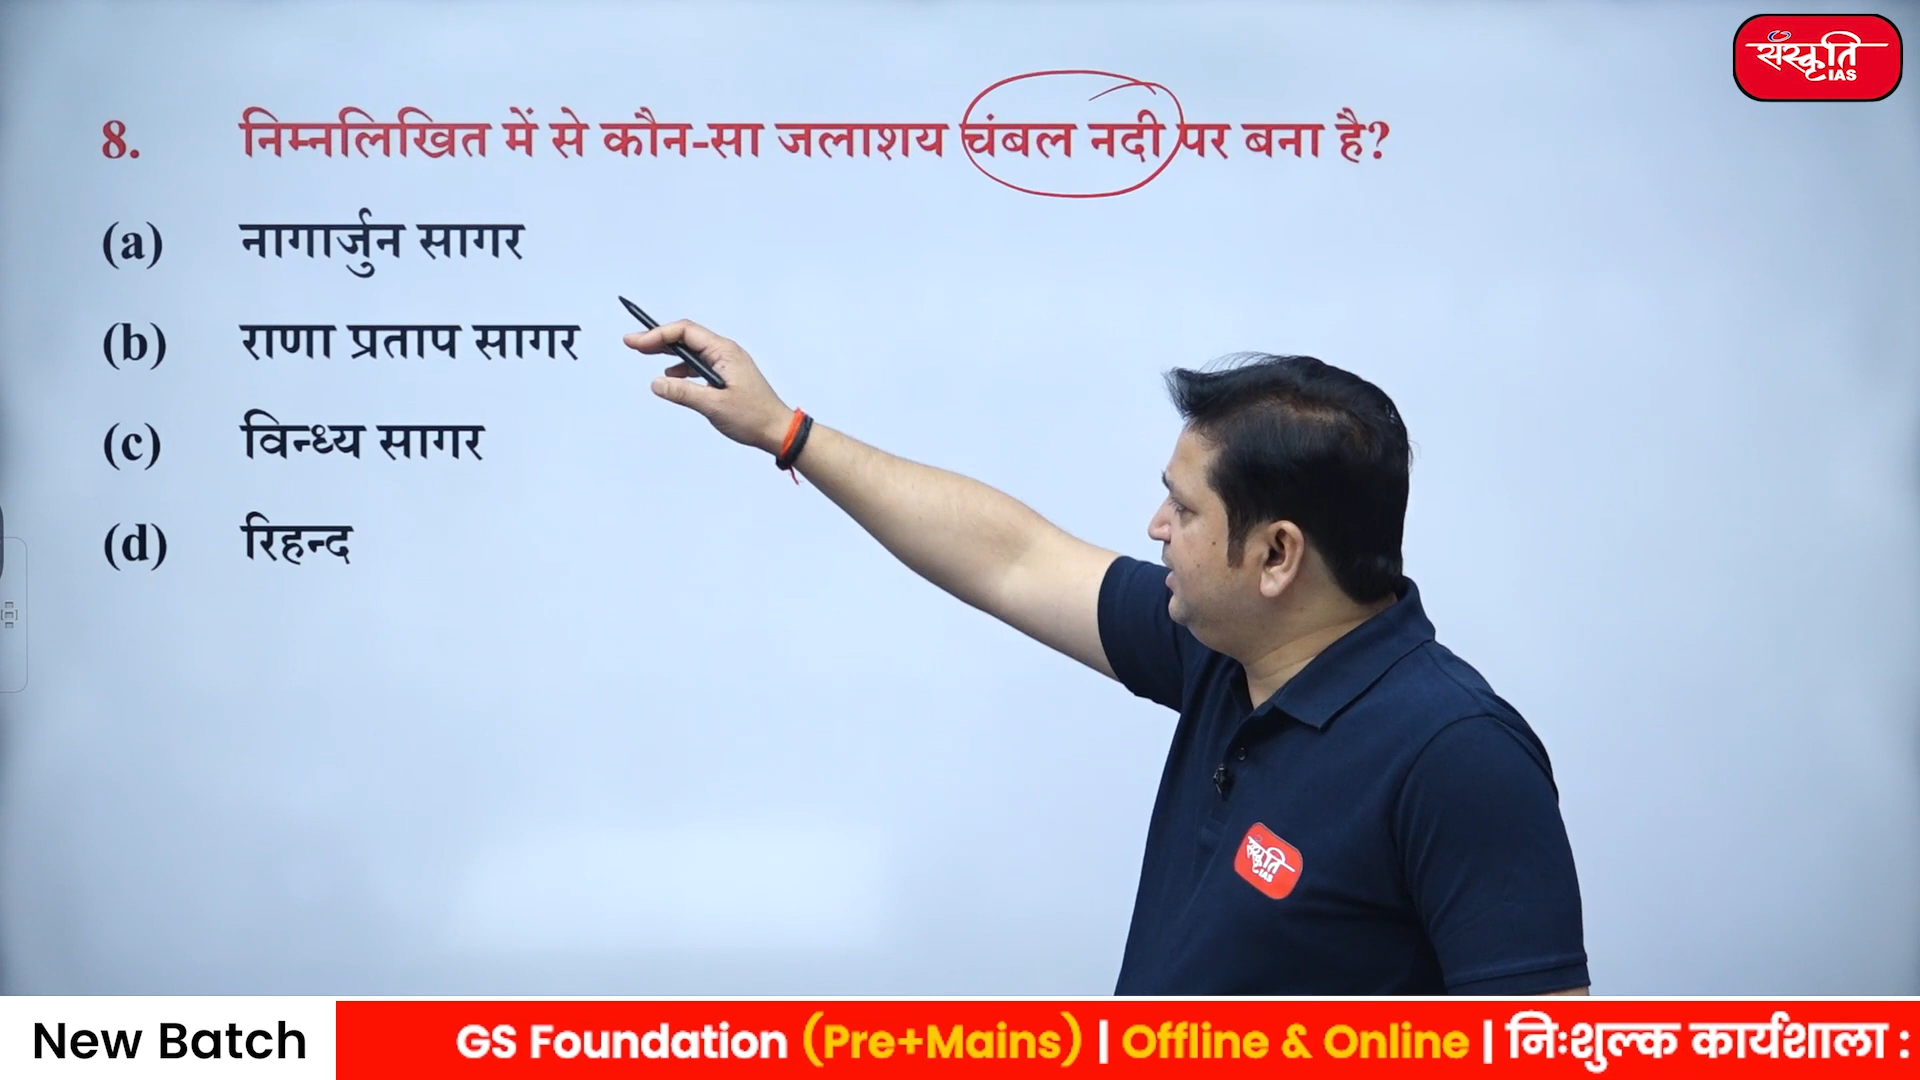 संस्कृति
IAS
8. निम्नलिखित में से कौन-सा जलाशय चंबल नदी पर बना है?
(a) नागार्जुन सागर
(b) राणा प्रताप सागर
(c) विन्ध्य सागर
(d) रिहन्द
संस्कृति
IAS
New Batch GS Foundation (Pre+Mains) | Offline & Online | निःशुल्क कार्यशाला :